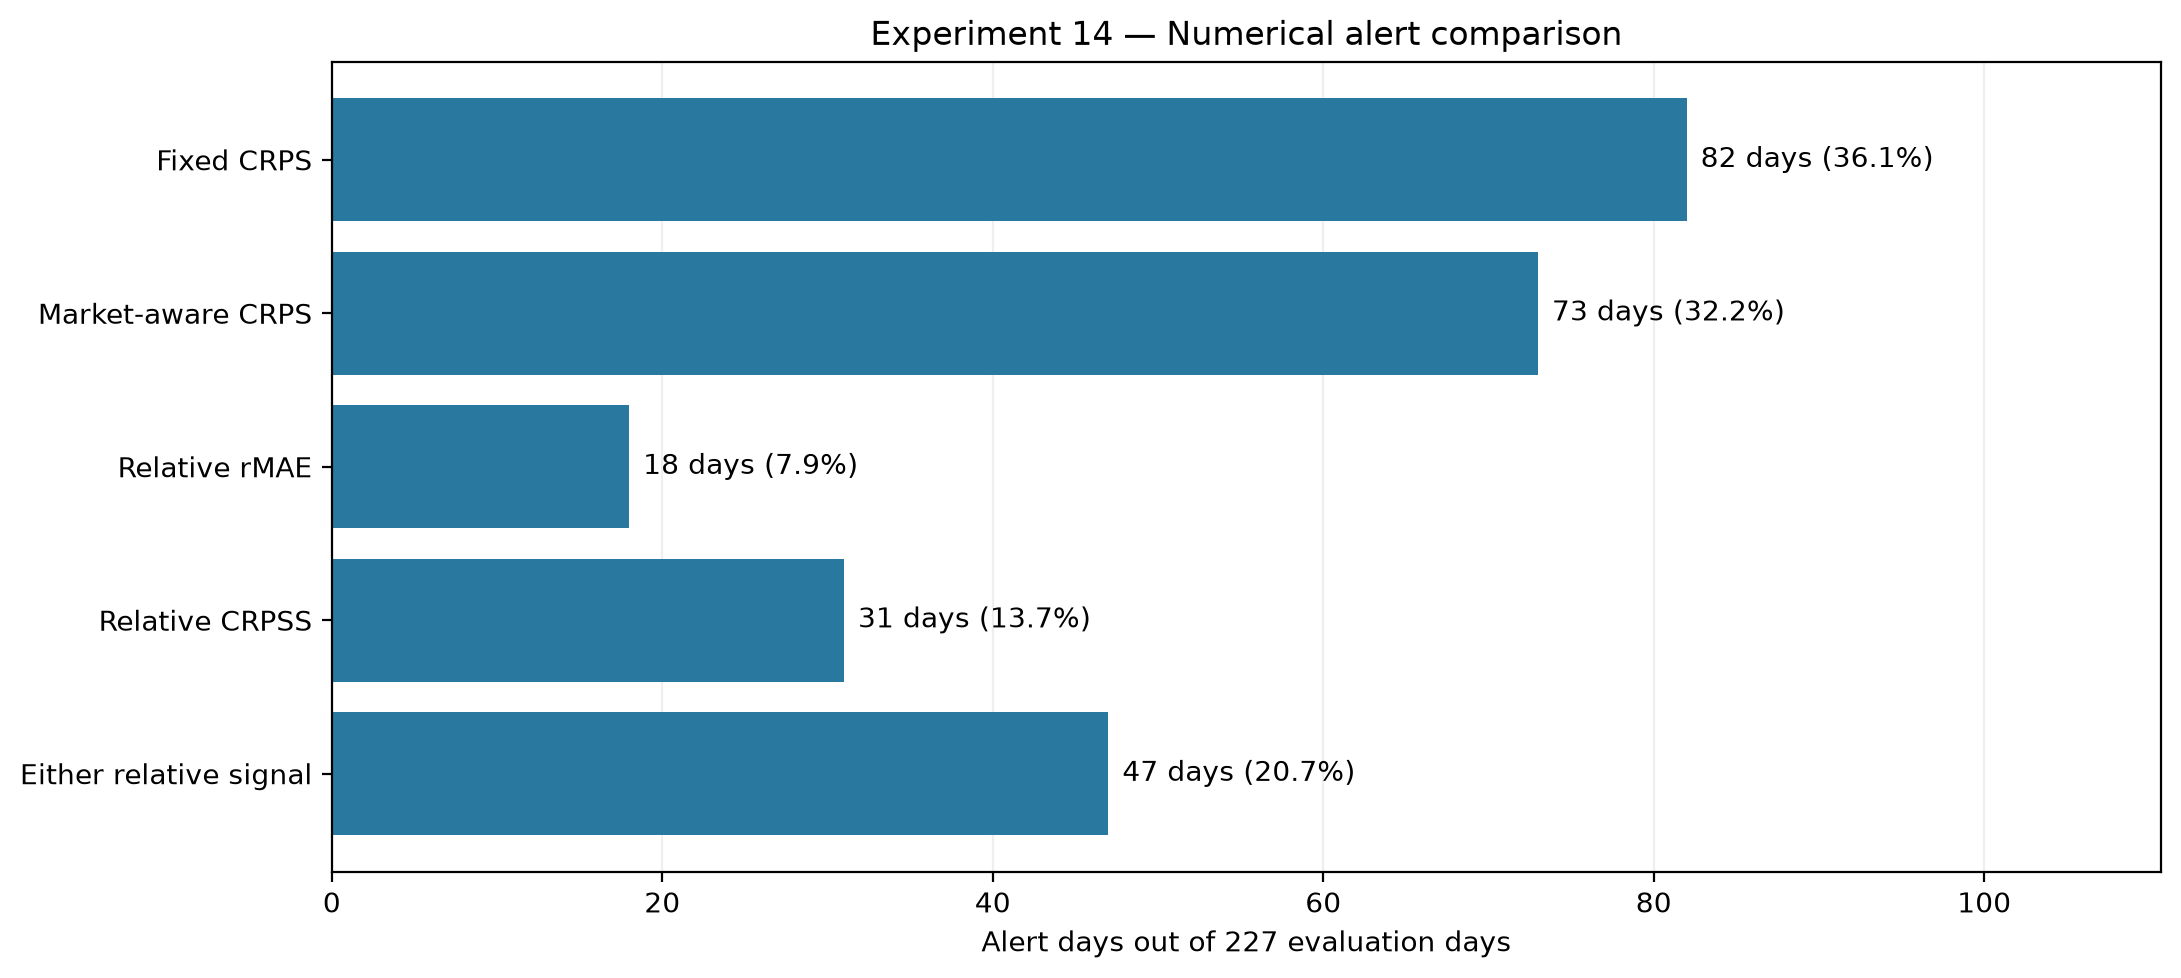 Experiment 14 — Numerical alert comparison
Fixed CRPS
82 days (36.1%)
Market-aware CRPS
73 days (32.2%)
Relative rMAE
18 days (7.9%)
Relative CRPSS
31 days (13.7%)
Either relative signal
47 days (20.7%)
0 20 40 60 80 100
Alert days out of 227 evaluation days